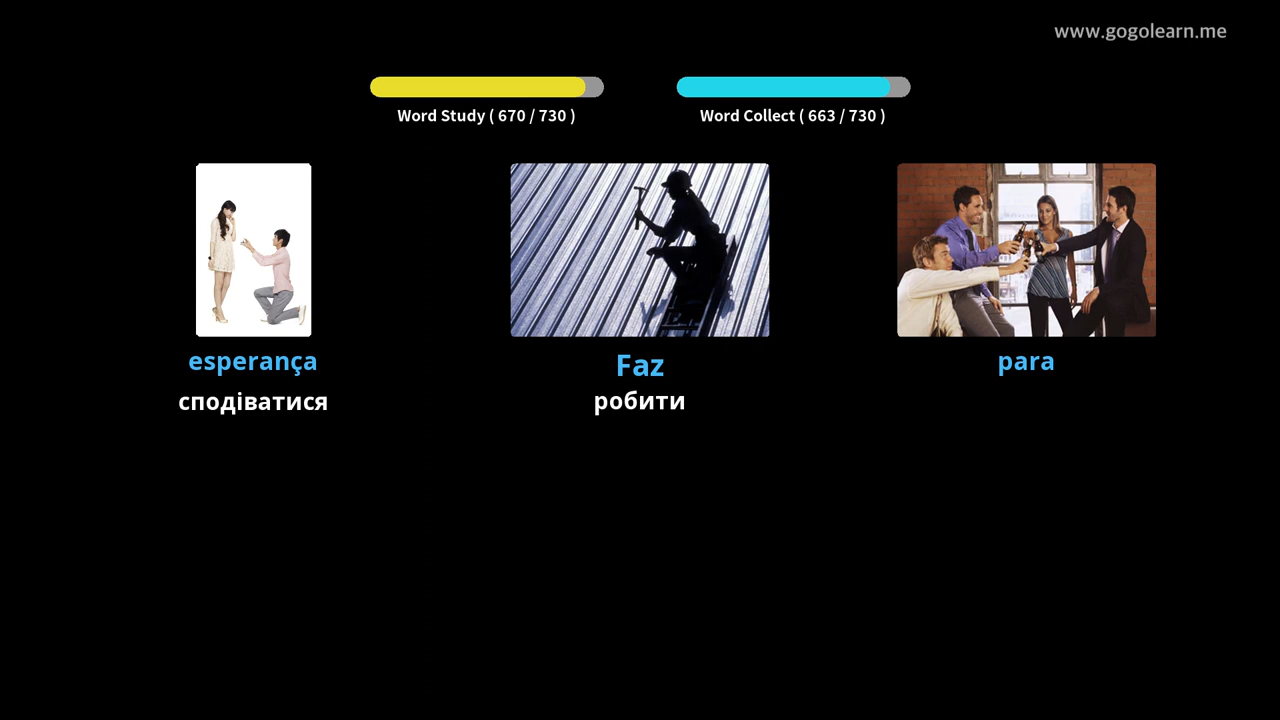 www.gogolearn.me
Word Study ( 670 / 730 )
Word Collect ( 663 / 730 )
esperança
Faz
para
сподіватися
робити